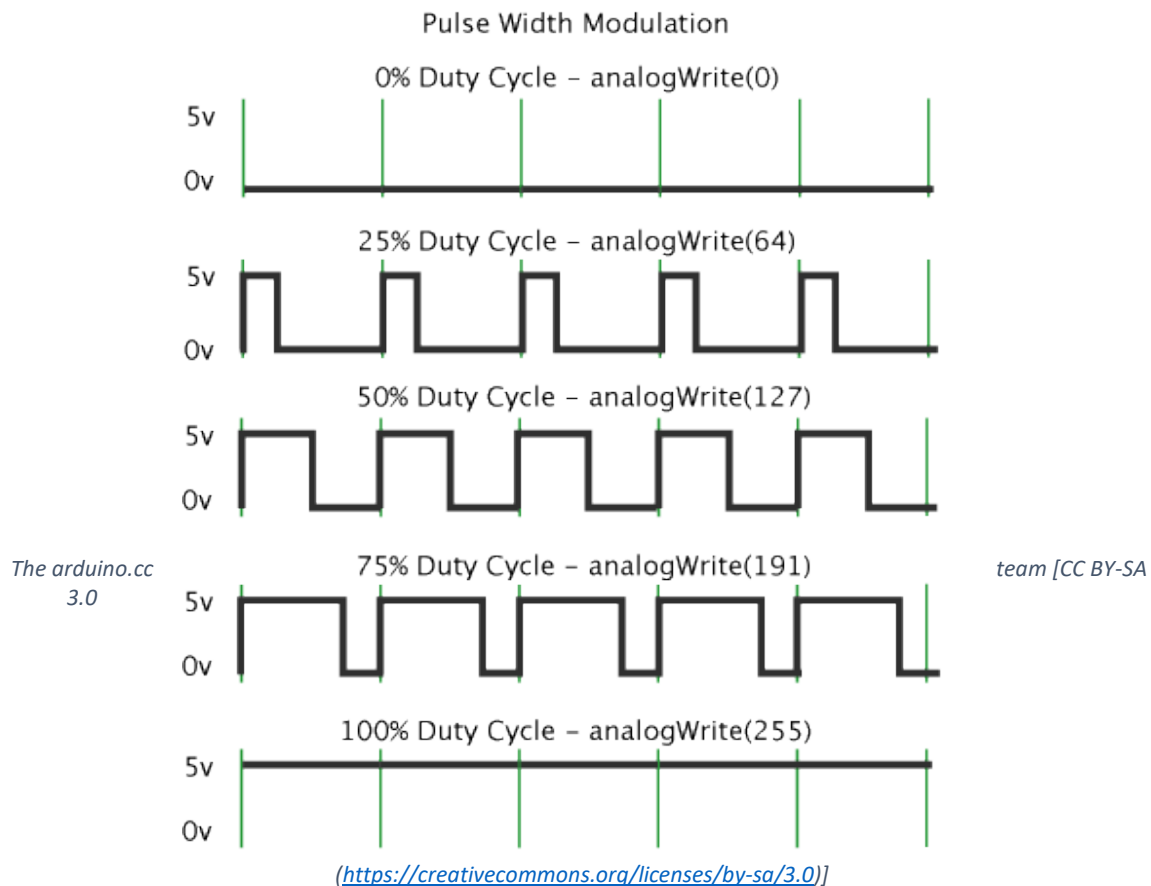 Pulse Width Modulation
0% Duty Cycle – analogWrite(0)
5v
0v
25% Duty Cycle – analogWrite(64)
5v
0v
50% Duty Cycle – analogWrite(127)
5v
0v
The arduino.cc
3.0
75% Duty Cycle – analogWrite(191)
team [CC BY-SA
5v
0v
100% Duty Cycle – analogWrite(255)
5v
0v
(https://creativecommons.org/licenses/by-sa/3.0)]